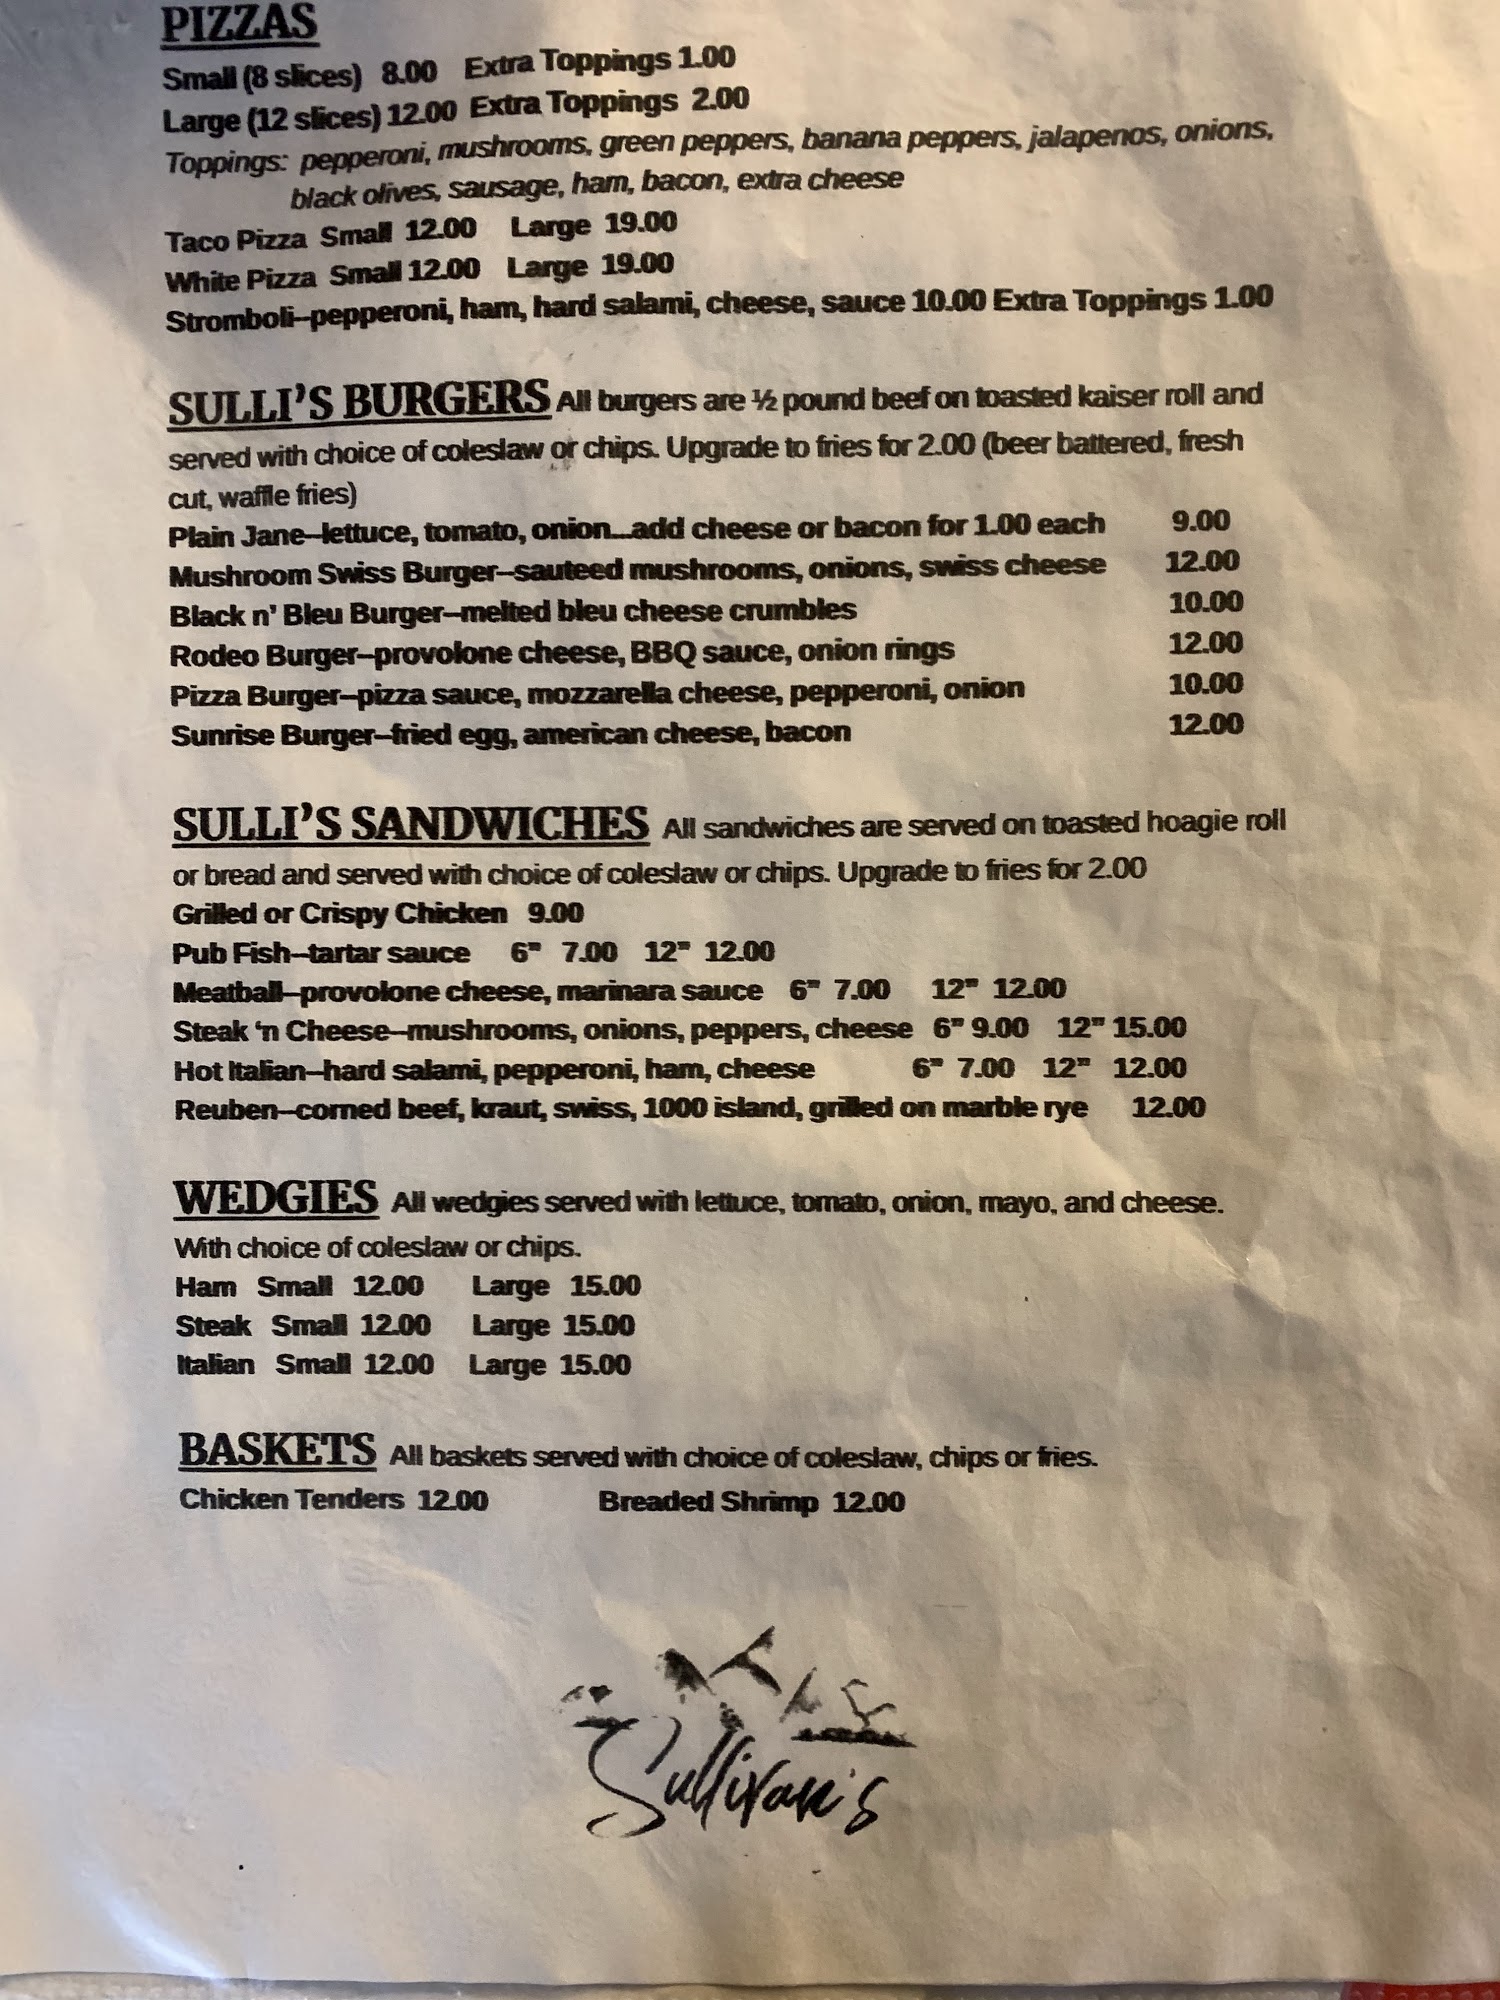 PIZZAS
Small (8 slices) 8.00 Extra Toppings 1.00
Large (12 slices) 12.00 Extra Toppings 2.00
Toppings: pepperoni, mushrooms, green peppers, banana peppers, jalapenos, onions,
black olives, sausage, ham, bacon, extra cheese
Taco Pizza Small 12.00 Large 19.00
White Pizza Small 12.00 Large 19.00
Stromboli--pepperoni, ham, hard salami, cheese, sauce 10.00 Extra Toppings 1.00
SULLI'S BURGERS All burgers are ½ pound beef on toasted kaiser roll and
served with choice of coleslaw or chips. Upgrade to fries for 2.00 (beer battered, fresh
cut, waffle fries)
Plain Jane--lettuce, tomato, onion...add cheese or bacon for 1.00 each 9.00
Mushroom Swiss Burger--sauteed mushrooms, onions, swiss cheese 12.00
Black n' Bleu Burger--melted bleu cheese crumbles 10.00
Rodeo Burger--provolone cheese, BBQ sauce, onion rings 12.00
Pizza Burger--pizza sauce, mozzarella cheese, pepperoni, onion 10.00
Sunrise Burger--fried egg, american cheese, bacon 12.00
SULLI'S SANDWICHES All sandwiches are served on toasted hoagie roll
or bread and served with choice of coleslaw or chips. Upgrade to fries for 2.00
Grilled or Crispy Chicken 9.00
Pub Fish--tartar sauce 6" 7.00 12" 12.00
Meatball--provolone cheese, marinara sauce 6" 7.00 12" 12.00
Steak 'n Cheese--mushrooms, onions, peppers, cheese 6" 9.00 12" 15.00
Hot Italian--hard salami, pepperoni, ham, cheese 6" 7.00 12" 12.00
Reuben--corned beef, kraut, swiss, 1000 island, grilled on marble rye 12.00
WEDGIES All wedgies served with lettuce, tomato, onion, mayo, and cheese.
With choice of coleslaw or chips.
Ham Small 12.00 Large 15.00
Steak Small 12.00 Large 15.00
Italian Small 12.00 Large 15.00
BASKETS All baskets served with choice of coleslaw, chips or fries.
Chicken Tenders 12.00 Breaded Shrimp 12.00
Sullivan's